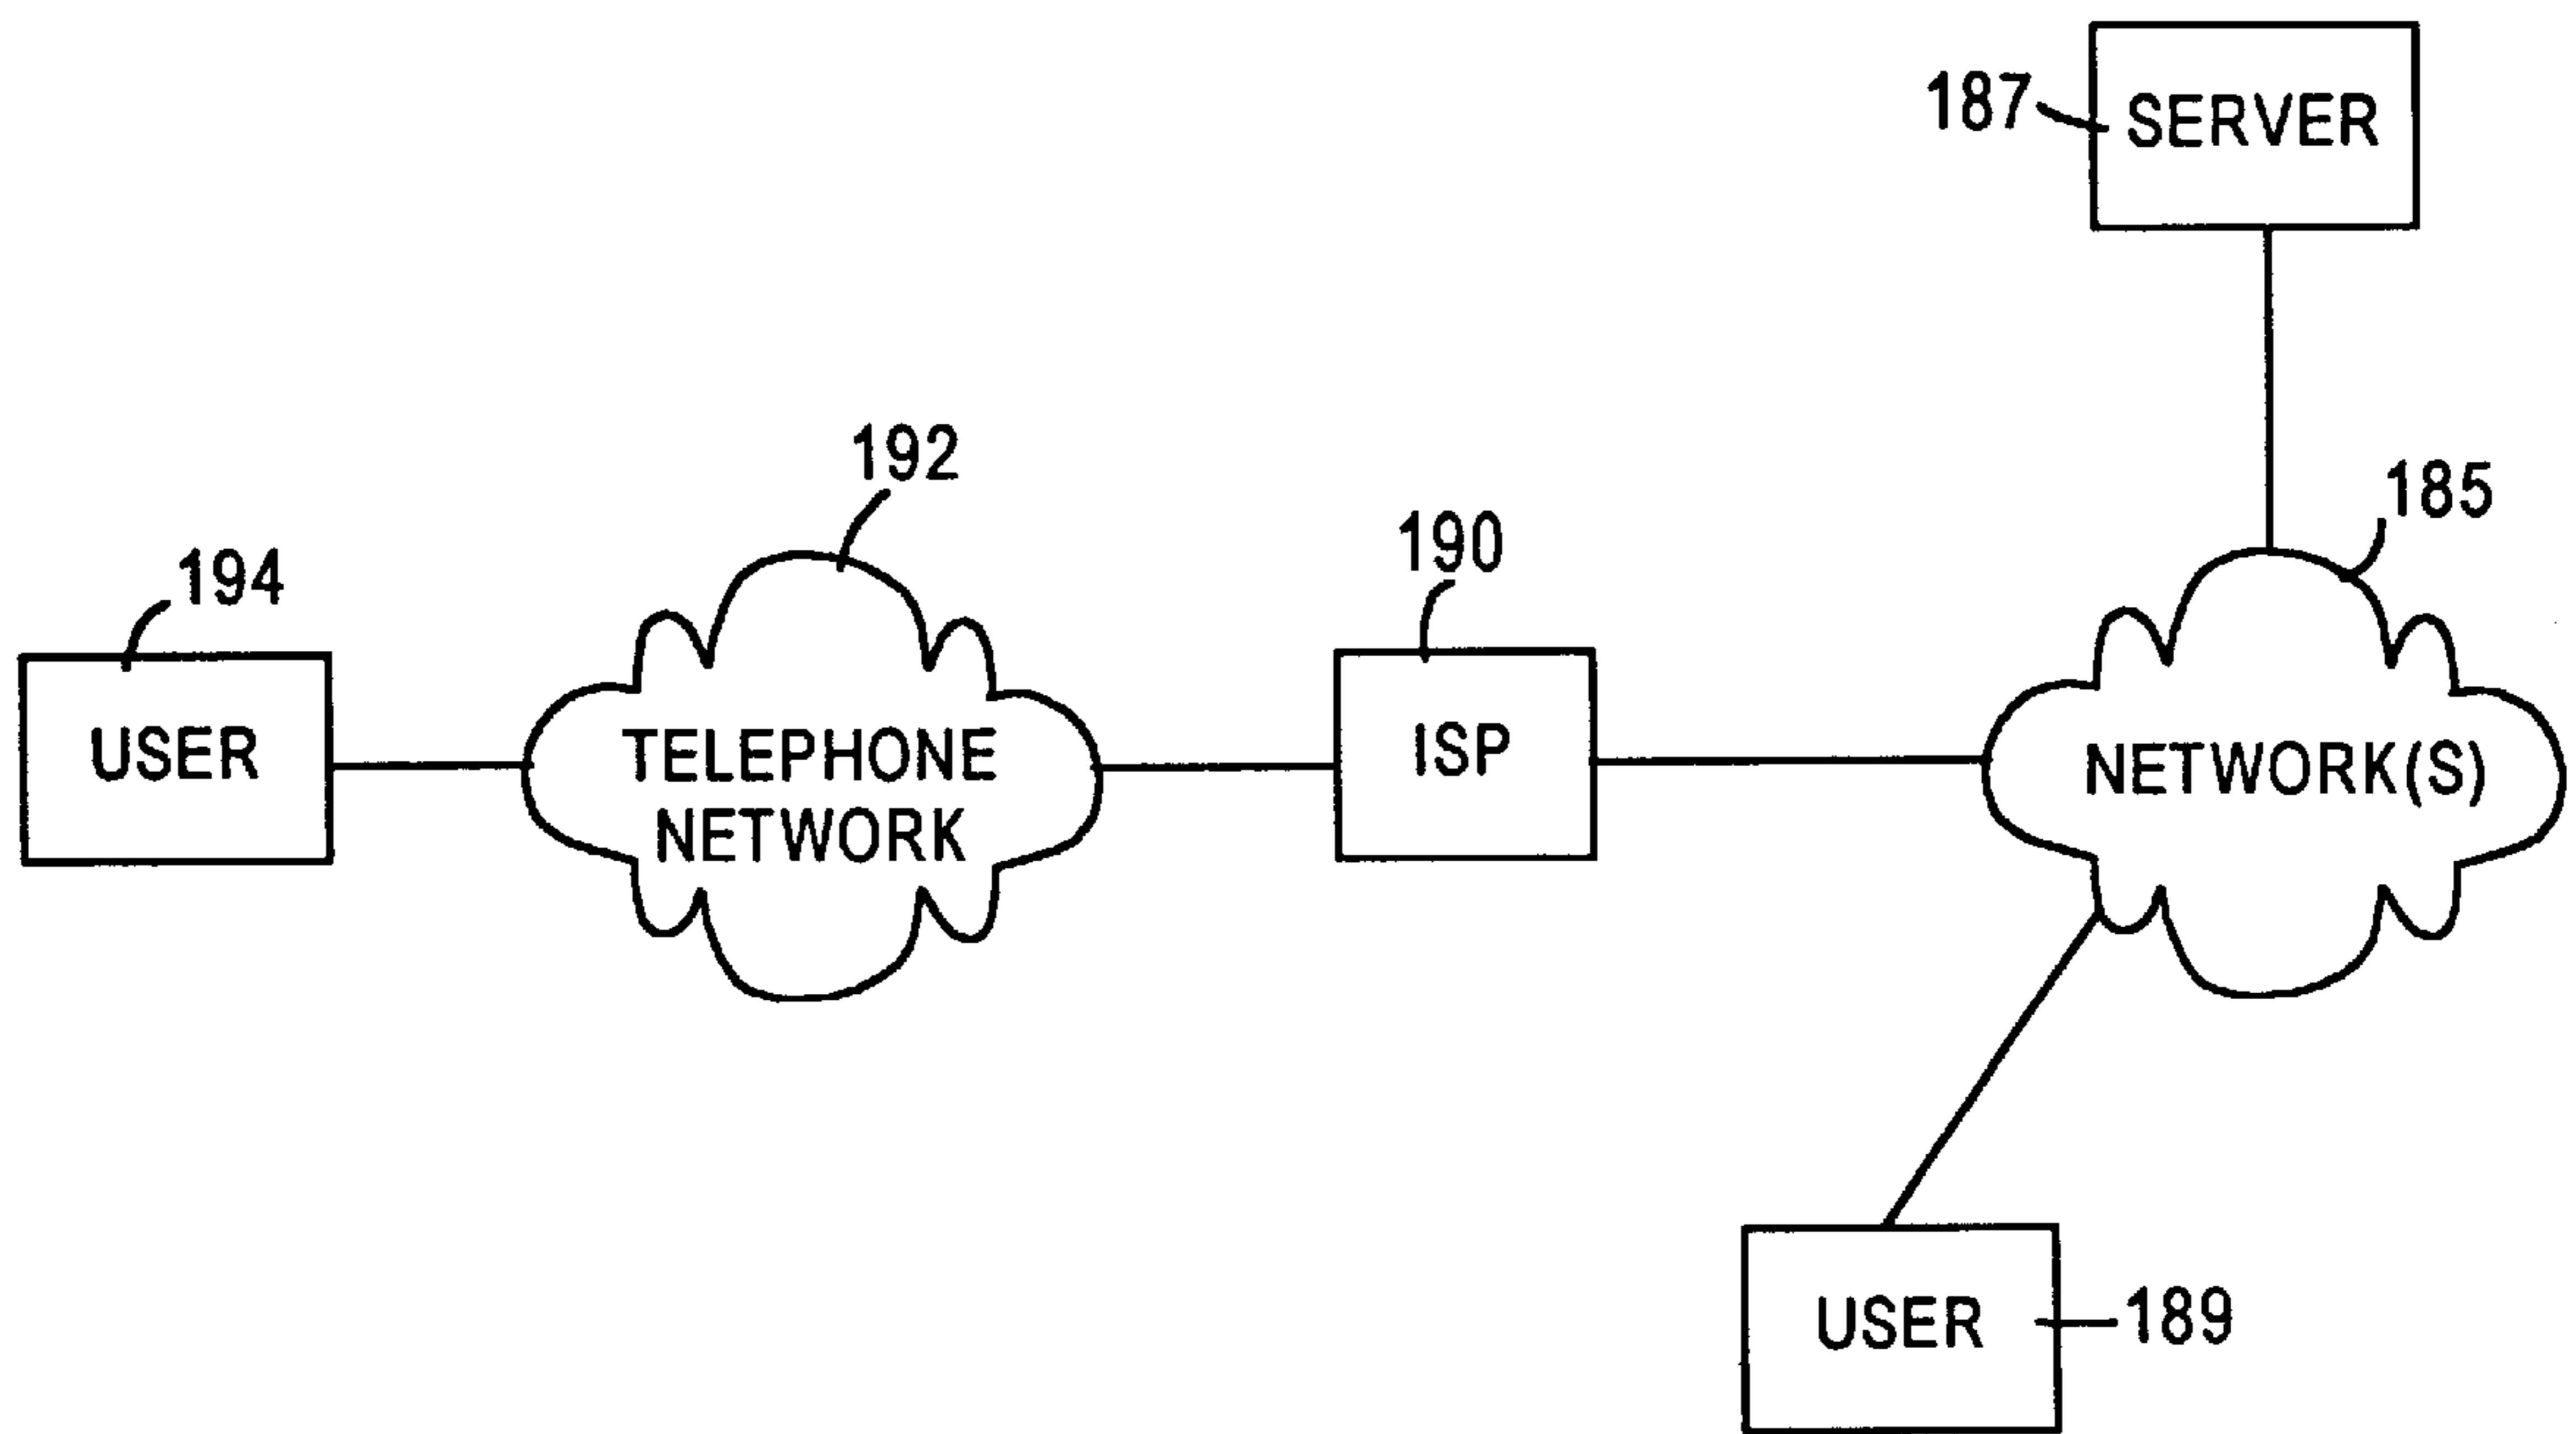 187
SERVER
192
185
190
194
USER
TELEPHONE
NETWORK
ISP
NETWORK(S)
USER
189